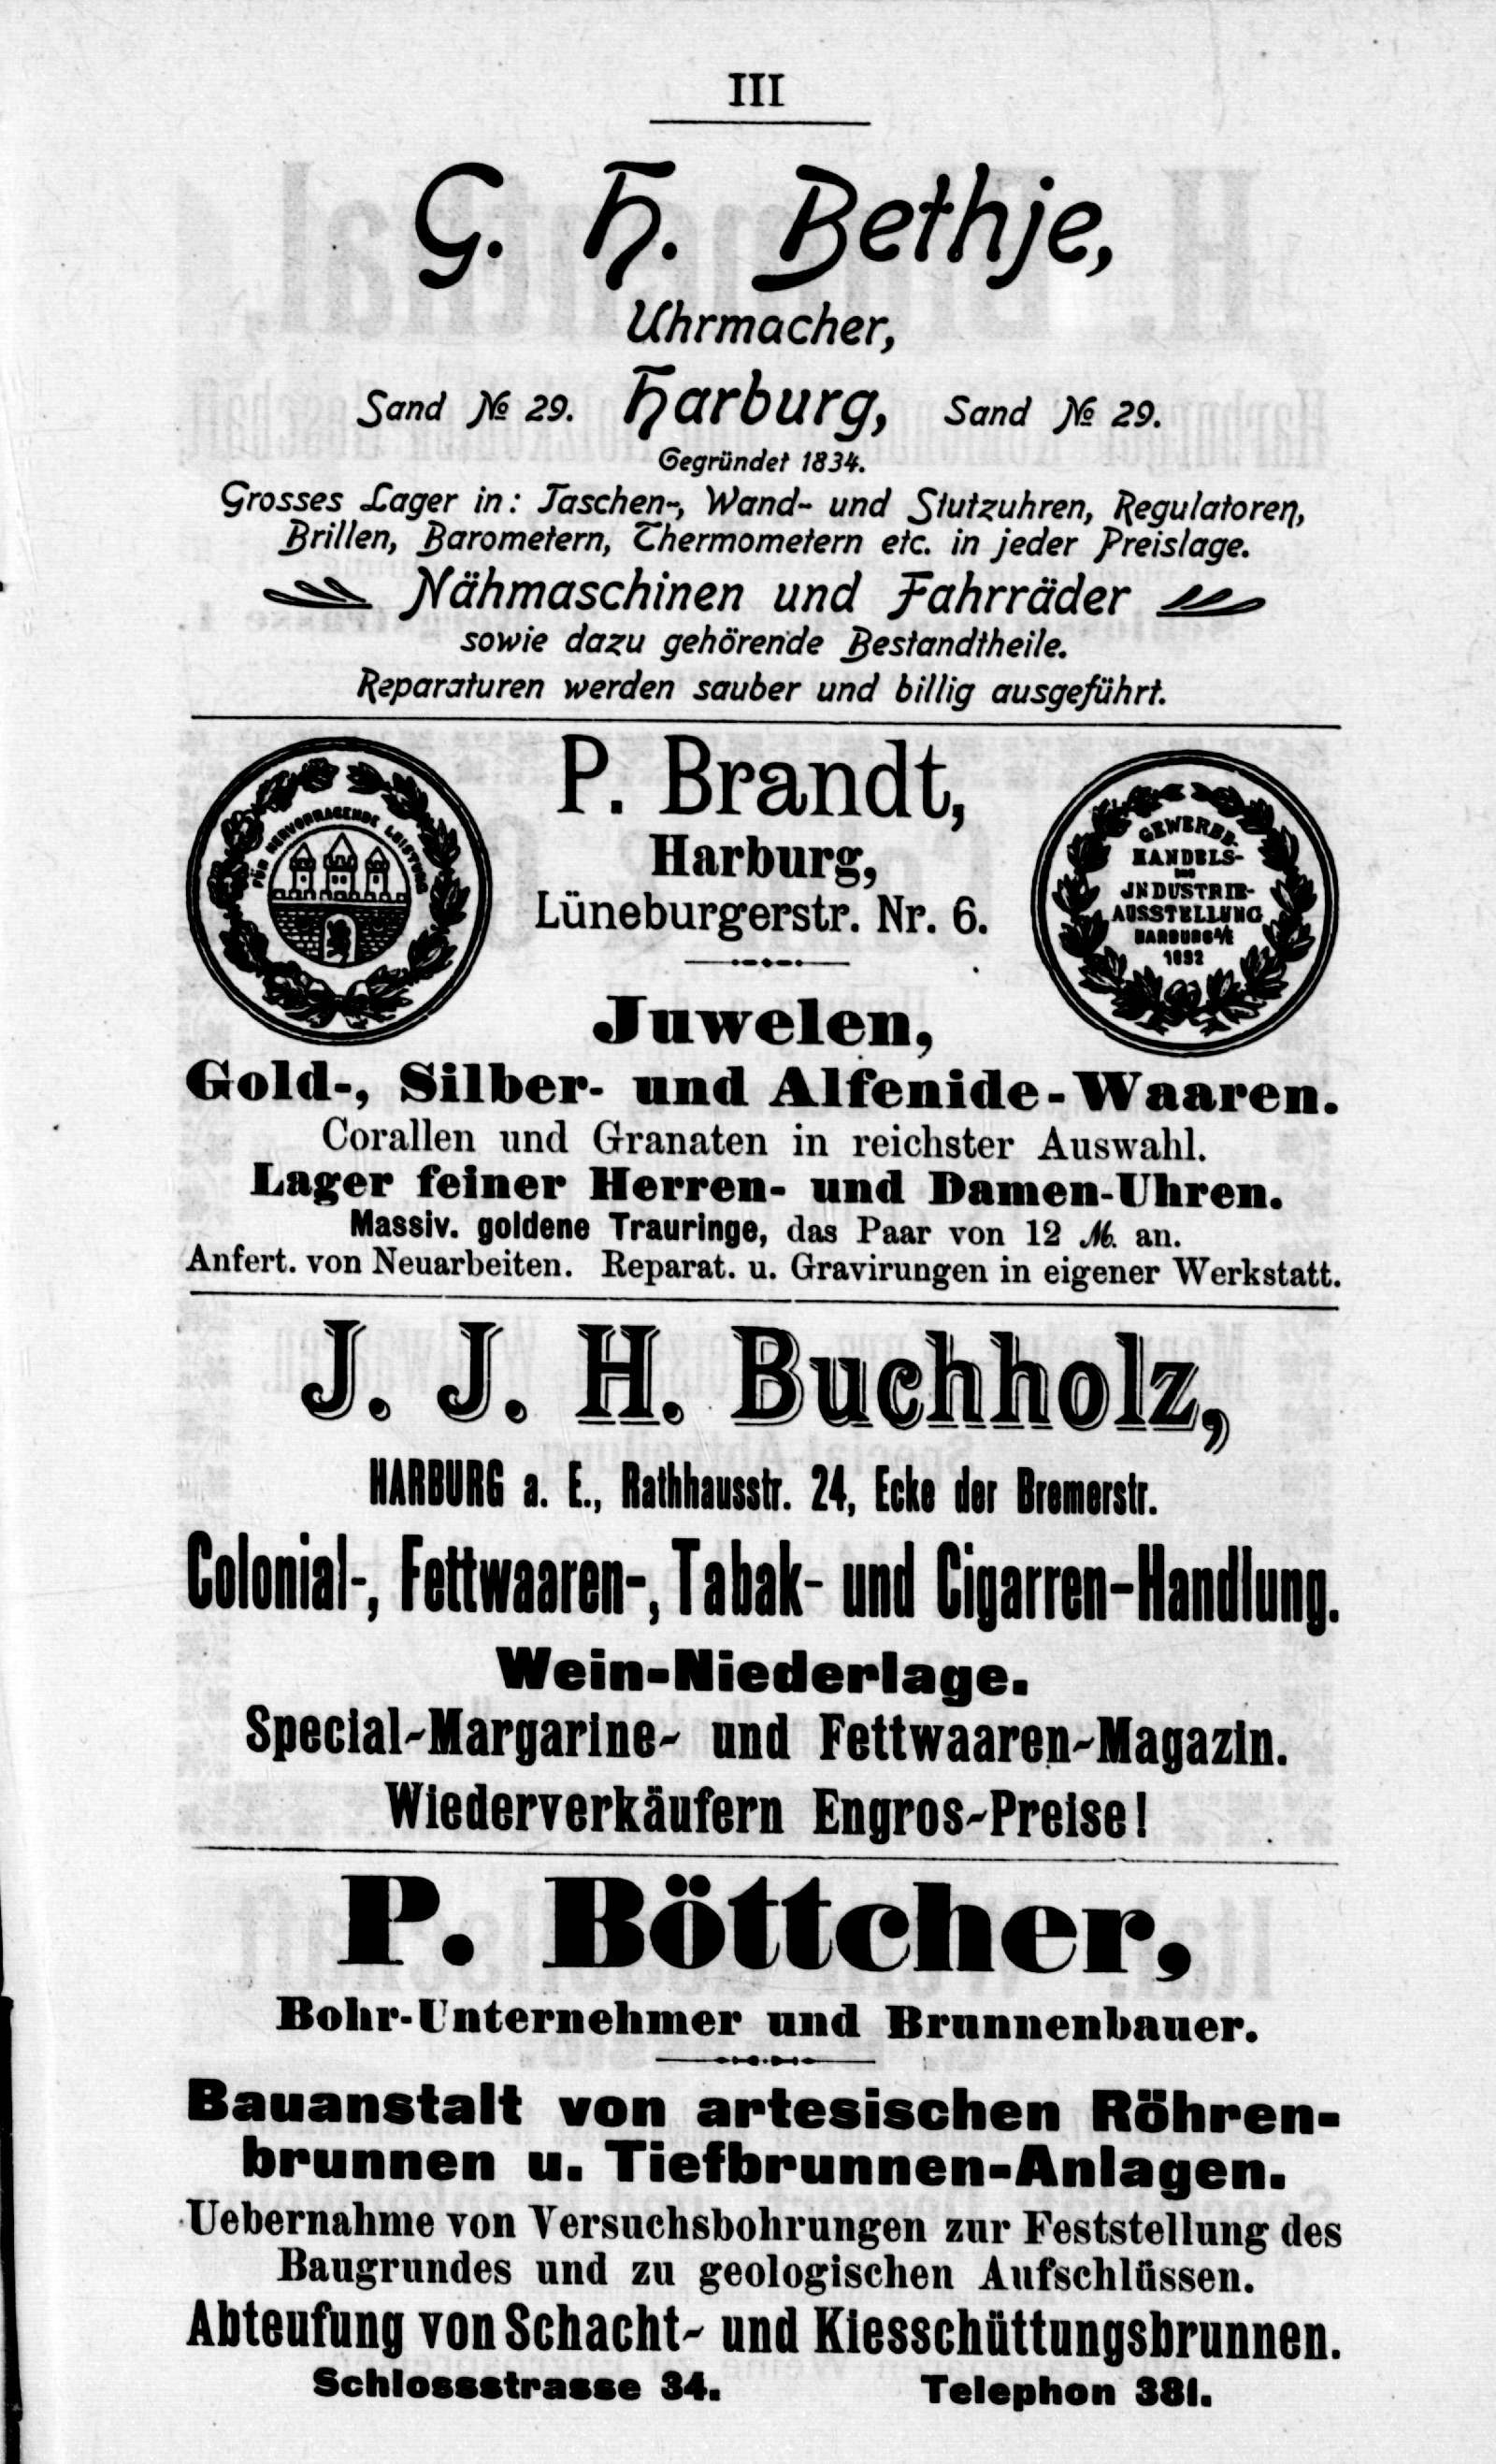 III
G. H. Bethje,
Uhrmacher,
Sand № 29. Harburg, Sand № 29.
Gegründet 1834.
Grosses Lager in: Taschen-, Wand- und Stutzuhren, Regulatoren,
Brillen, Barometern, Thermometern etc. in jeder Preislage.
Nähmaschinen und Fahrräder
sowie dazu gehörende Bestandtheile.
Reparaturen werden sauber und billig ausgeführt.
FÜR HERVORRAGENDE LEISTUNG
P. Brandt,
Harburg,
Lüneburgerstr. Nr. 6.
GEWERBE-
HANDELS-
UND
INDUSTRIE-
AUSSTELLUNG
HARBURG a/E
1892
Juwelen,
Gold-, Silber- und Alfenide-Waaren.
Corallen und Granaten in reichster Auswahl.
Lager feiner Herren- und Damen-Uhren.
Massiv. goldene Trauringe, das Paar von 12 M. an.
Anfert. von Neuarbeiten. Reparat. u. Gravirungen in eigener Werkstatt.
J. J. H. Buchholz,
HARBURG a. E., Rathhausstr. 24, Ecke der Bremerstr.
Colonial-, Fettwaaren-, Tabak- und Cigarren-Handlung.
Wein-Niederlage.
Special-Margarine- und Fettwaaren-Magazin.
Wiederverkäufern Engros-Preise!
P. Böttcher,
Bohr-Unternehmer und Brunnenbauer.
Bauanstalt von artesischen Röhren-
brunnen u. Tiefbrunnen-Anlagen.
Uebernahme von Versuchsbohrungen zur Feststellung des
Baugrundes und zu geologischen Aufschlüssen.
Abteufung von Schacht- und Kiesschüttungsbrunnen.
Schlossstrasse 34. Telephon 381.